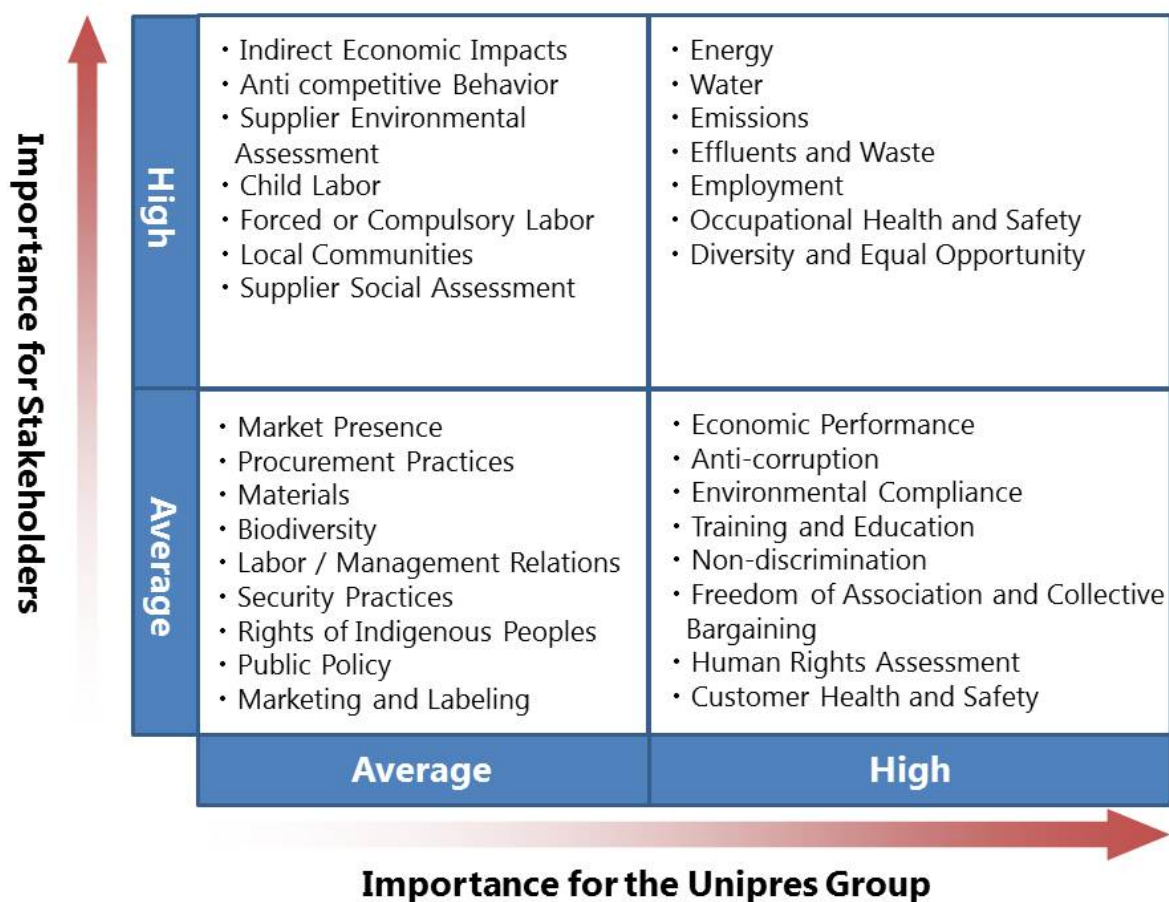 Importance for Stakeholders
High
・Indirect Economic Impacts
・Anti competitive Behavior
・Supplier Environmental
Assessment
・Child Labor
・Forced or Compulsory Labor
・Local Communities
・Supplier Social Assessment
・Energy
・Water
・Emissions
・Effluents and Waste
・Employment
・Occupational Health and Safety
・Diversity and Equal Opportunity
Average
・Market Presence
・Procurement Practices
・Materials
・Biodiversity
・Labor / Management Relations
・Security Practices
・Rights of Indigenous Peoples
・Public Policy
・Marketing and Labeling
・Economic Performance
・Anti-corruption
・Environmental Compliance
・Training and Education
・Non-discrimination
・Freedom of Association and Collective
Bargaining
・Human Rights Assessment
・Customer Health and Safety
Average
High
Importance for the Unipres Group